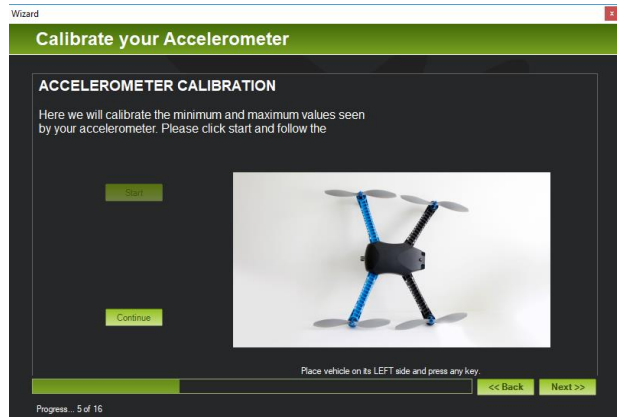 Wizard
x
Calibrate your Accelerometer
ACCELEROMETER CALIBRATION
Here we will calibrate the minimum and maximum values seen
by your accelerometer. Please click start and follow the
Start
Continue
Place vehicle on its LEFT side and press any key.
<< Back
Next >>
Progress... 5 of 16